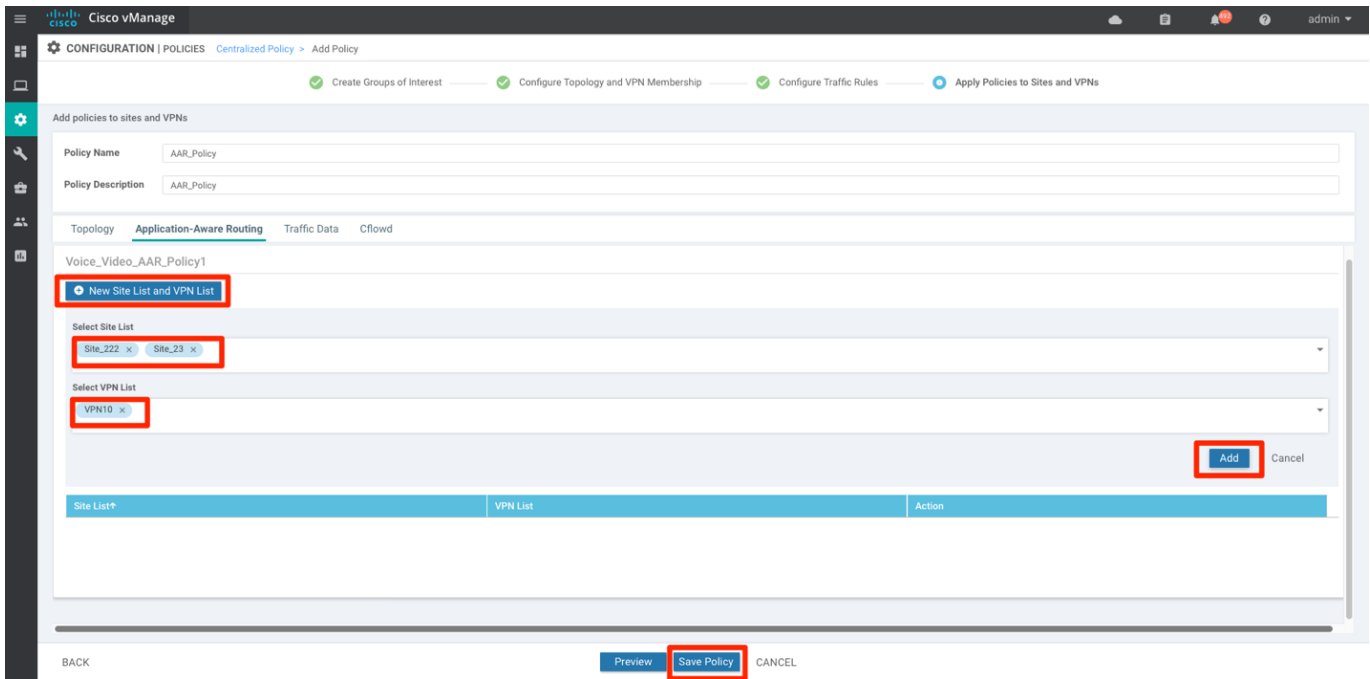 cisco Cisco vManage 492 admin
CONFIGURATION | POLICIES Centralized Policy > Add Policy
Create Groups of Interest Configure Topology and VPN Membership Configure Traffic Rules Apply Policies to Sites and VPNs
Add policies to sites and VPNs
Policy Name AAR_Policy
Policy Description AAR_Policy
Topology Application-Aware Routing Traffic Data Cflowd
Voice_Video_AAR_Policy1
New Site List and VPN List
Select Site List
Site_222 × Site_23 ×
Select VPN List
VPN10 ×
Add Cancel
Site List↑ VPN List Action
BACK Preview Save Policy CANCEL